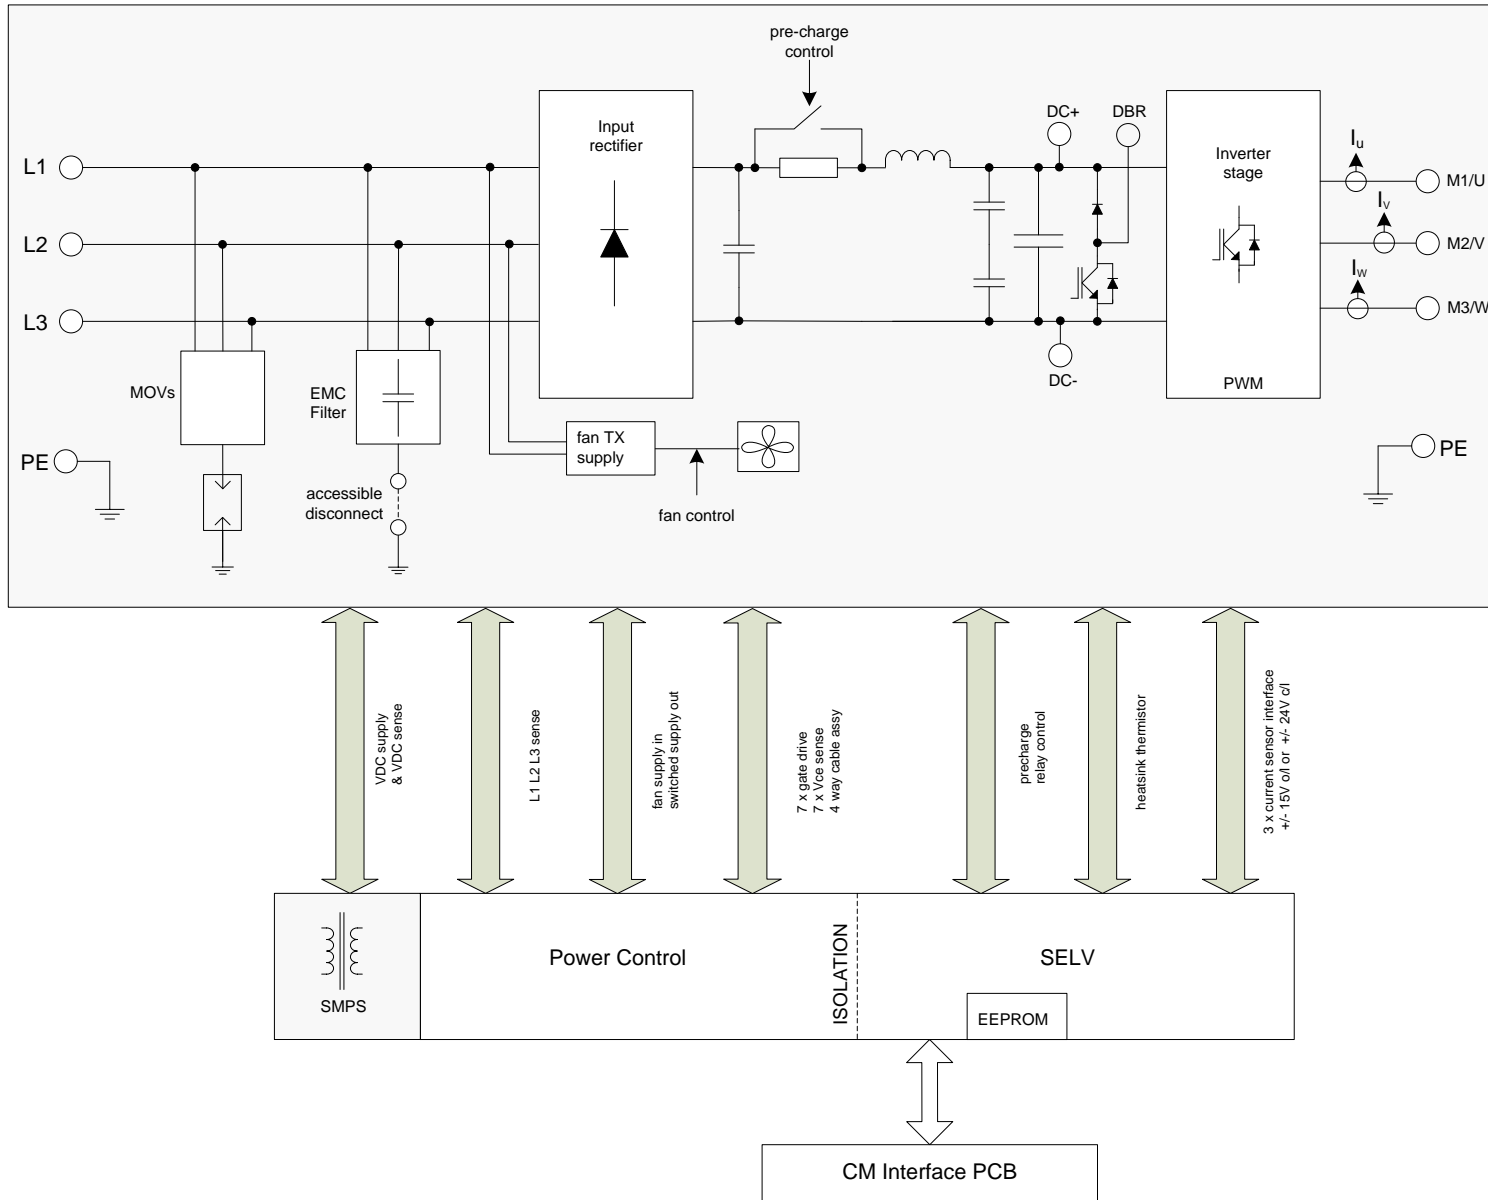 pre-charge
control
Input
rectifier
DC+
DBR
Inverter
stage
Iu
L1
M1/U
Iv
L2
M2/V
Iw
L3
M3/W
MOVs
EMC
Filter
DC-
PWM
PE
fan TX
supply
PE
accessible
disconnect
fan control
VDC supply
& VDC sense
L1 L2 L3 sense
fan supply in
switched supply out
7 x gate drive
7 x Vce sense
4 way cable assy
precharge
relay control
heatsink thermistor
3 x current sensor interface
+/- 15V o/l or +/- 24V c/l
SMPS
Power Control
ISOLATION
SELV
EEPROM
CM Interface PCB